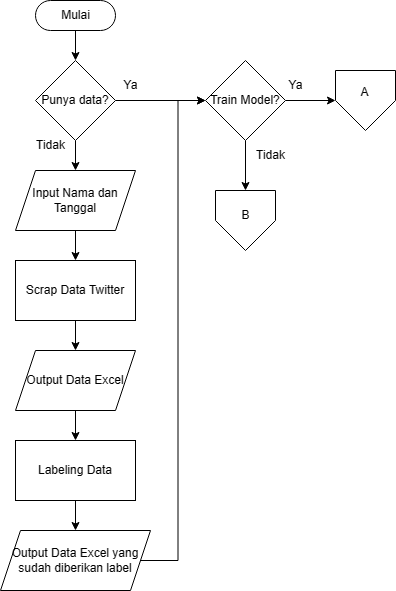 Mulai
Punya data?
Ya
Train Model?
Ya
A
Tidak
Tidak
Input Nama dan
Tanggal
B
Scrap Data Twitter
Output Data Excel
Labeling Data
Output Data Excel yang
sudah diberikan label